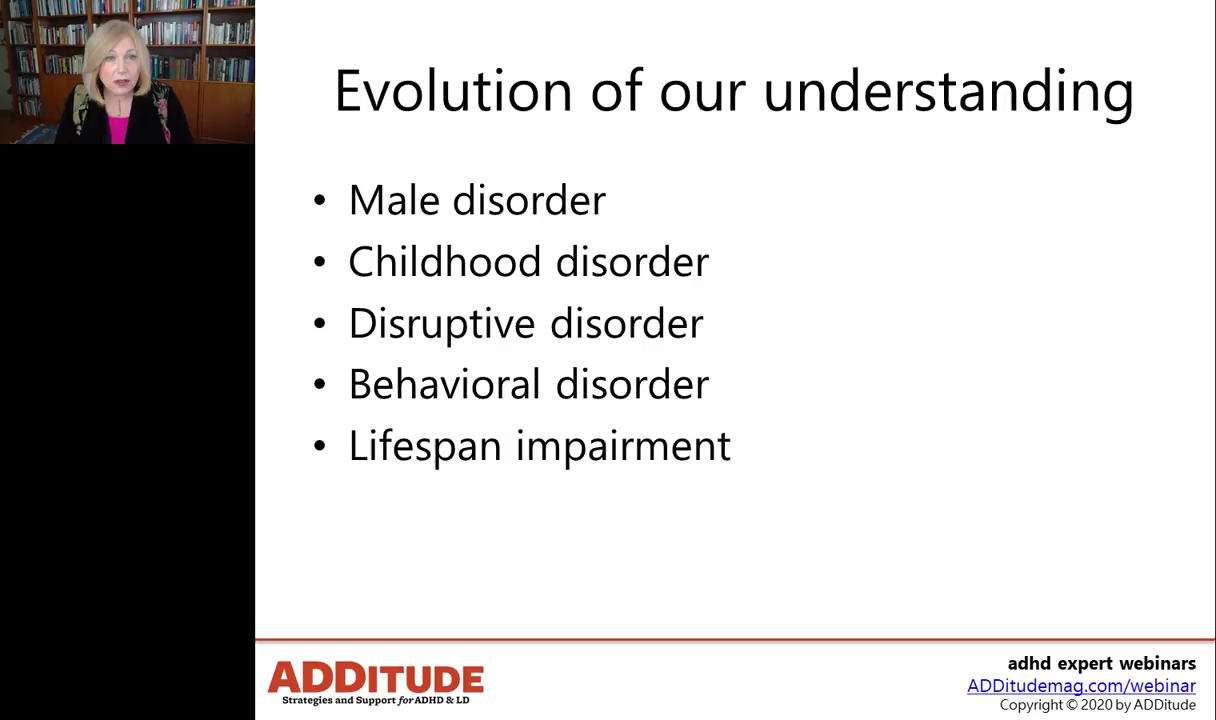 Evolution of our understanding
• Male disorder
• Childhood disorder
• Disruptive disorder
• Behavioral disorder
• Lifespan impairment
ADDITUDE
Strategies and Support for ADHD & LD
adhd expert webinars
ADDitudemag.com/webinar
Copyright © 2020 by ADDitude